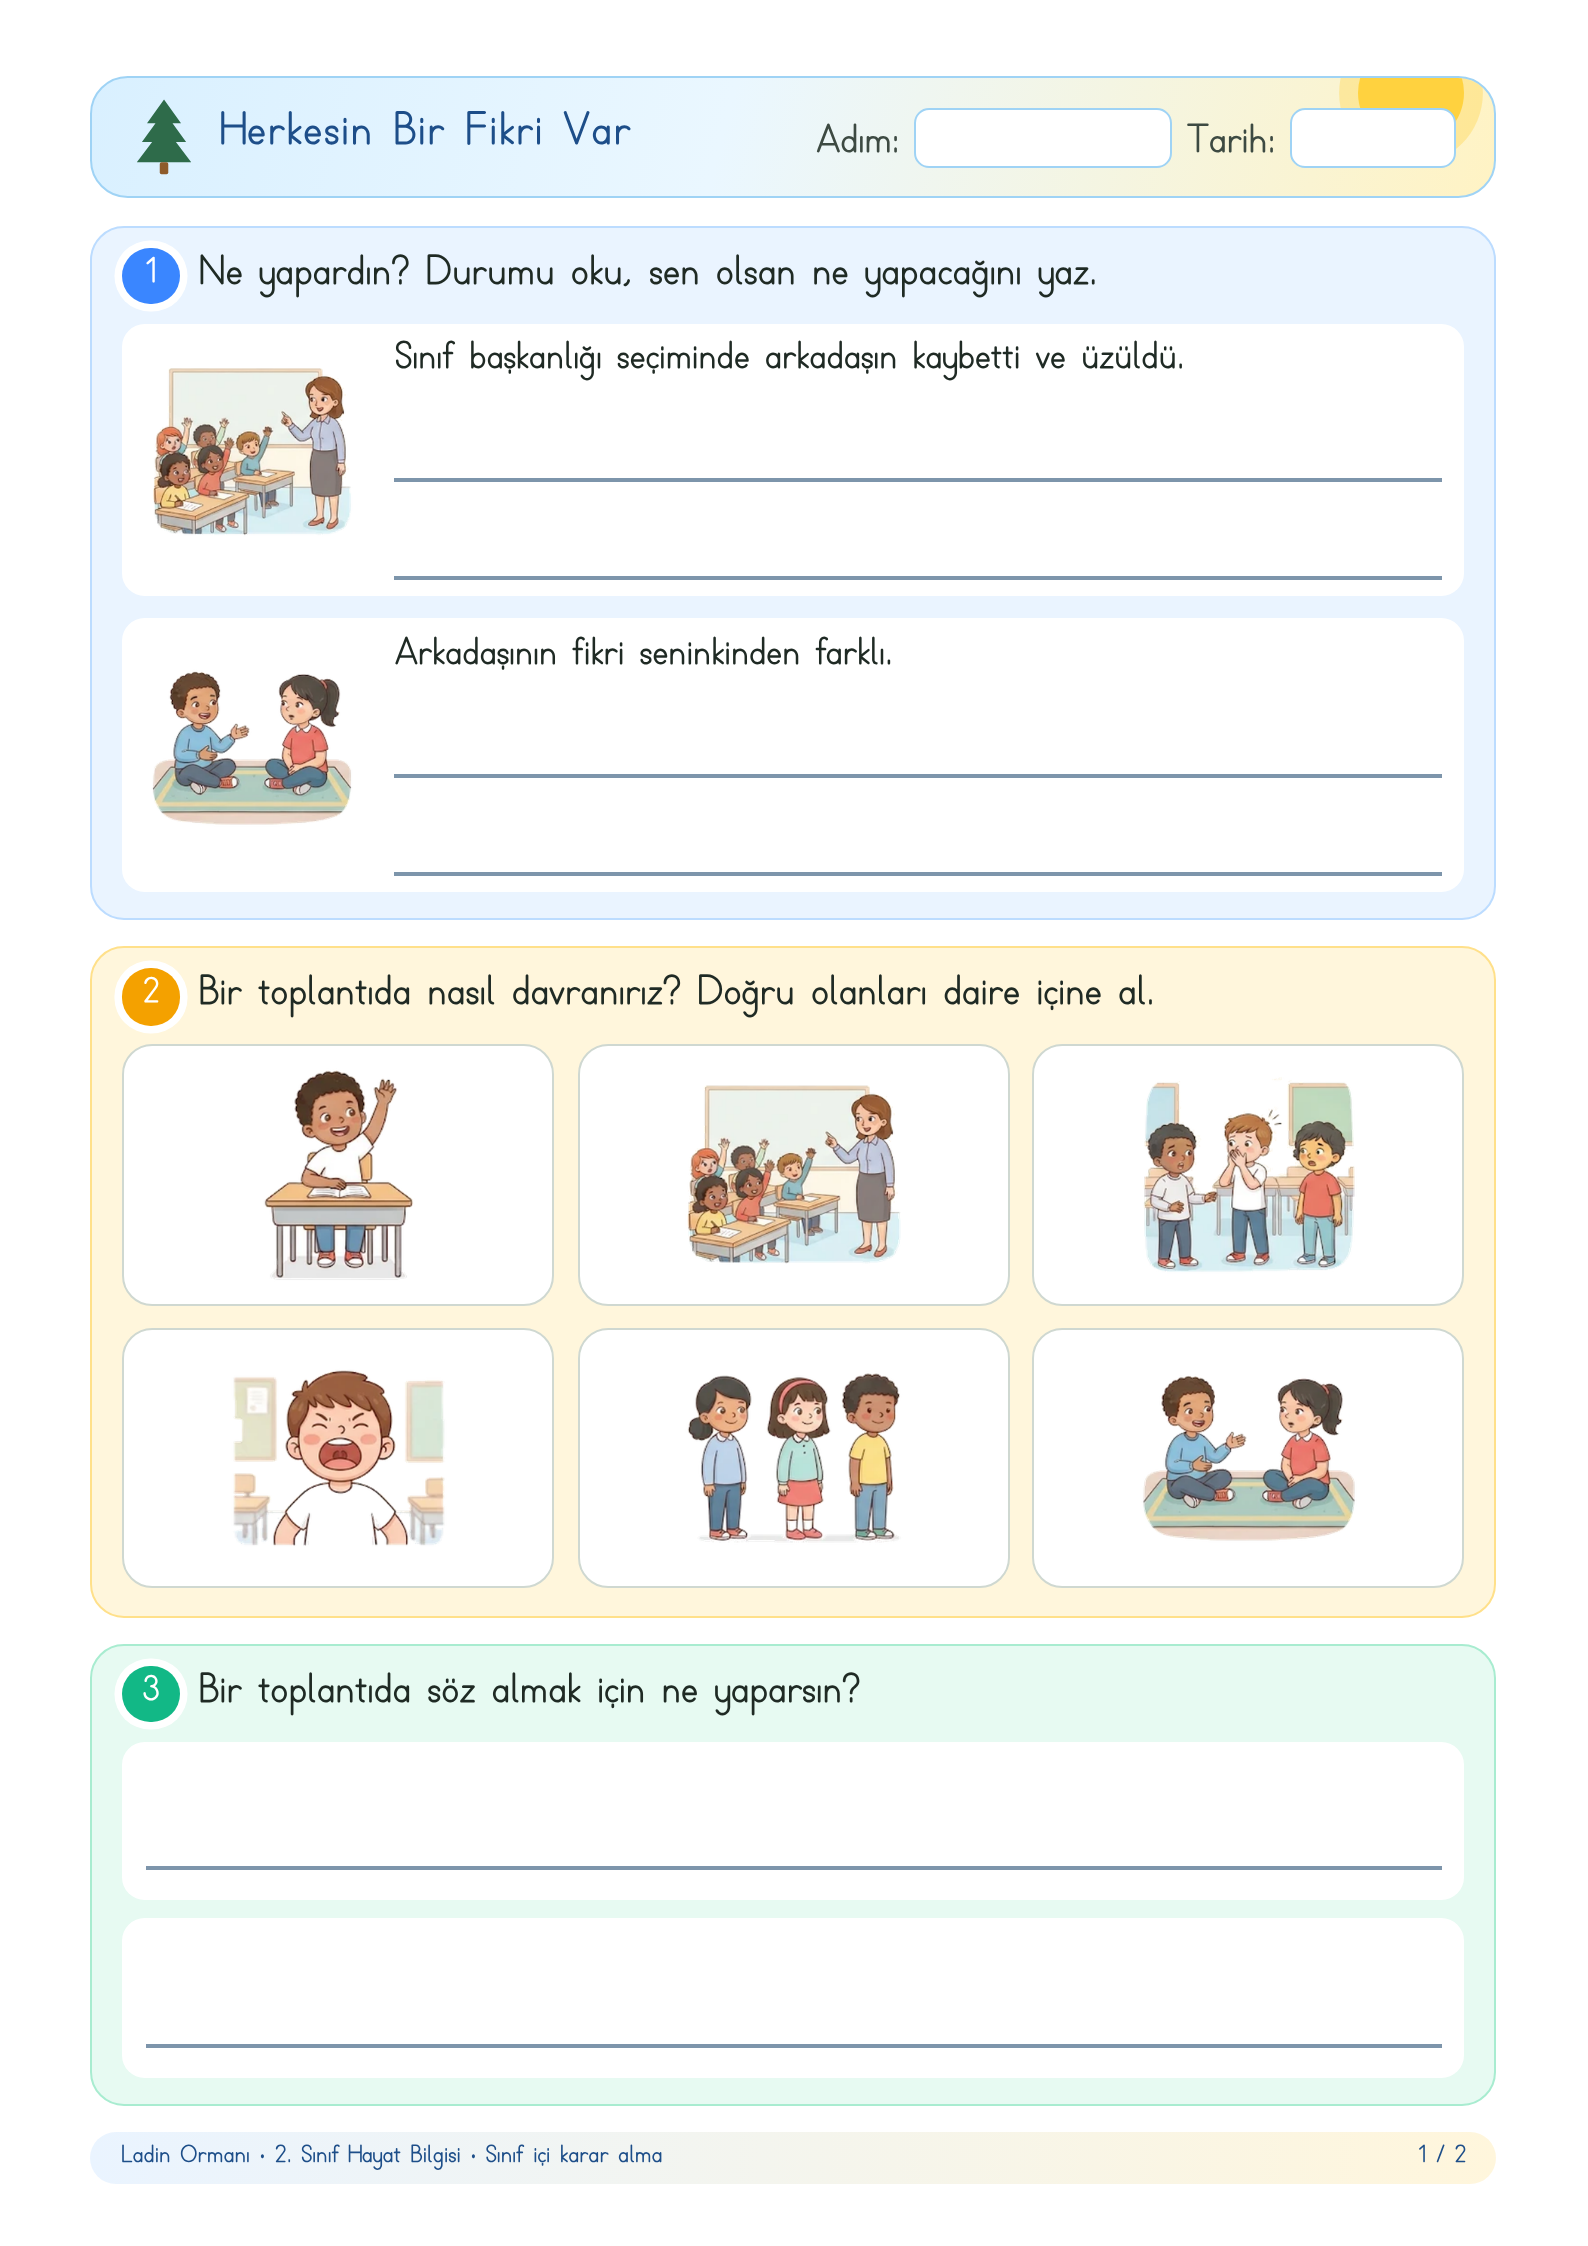 Herkesin Bir Fikri Var
Adım:
Tarih:
1
Ne yapardın? Durumu oku, sen olsan ne yapacağını yaz.
Sınıf başkanlığı seçiminde arkadaşın kaybetti ve üzüldü.
Arkadaşının fikri seninkinden farklı.
2
Bir toplantıda nasıl davranırız? Doğru olanları daire içine al.
3
Bir toplantıda söz almak için ne yaparsın?
Ladin Ormanı • 2. Sınıf Hayat Bilgisi • Sınıf içi karar alma
1 / 2